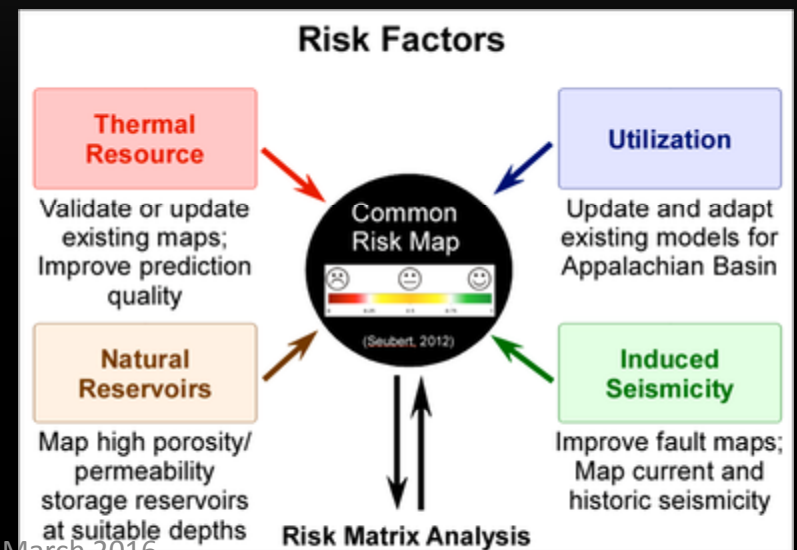 Risk Factors
Thermal
Resource
Validate or update
existing maps;
Improve prediction
quality
Utilization
Update and adapt
existing models for
Appalachian Basin
Common
Risk Map
(Seubert, 2012)
Natural
Reservoirs
Map high porosity/
permeability
storage reservoirs
at suitable depths
Induced
Seismicity
Improve fault maps;
Map current and
historic seismicity
Risk Matrix Analysis
March 2016